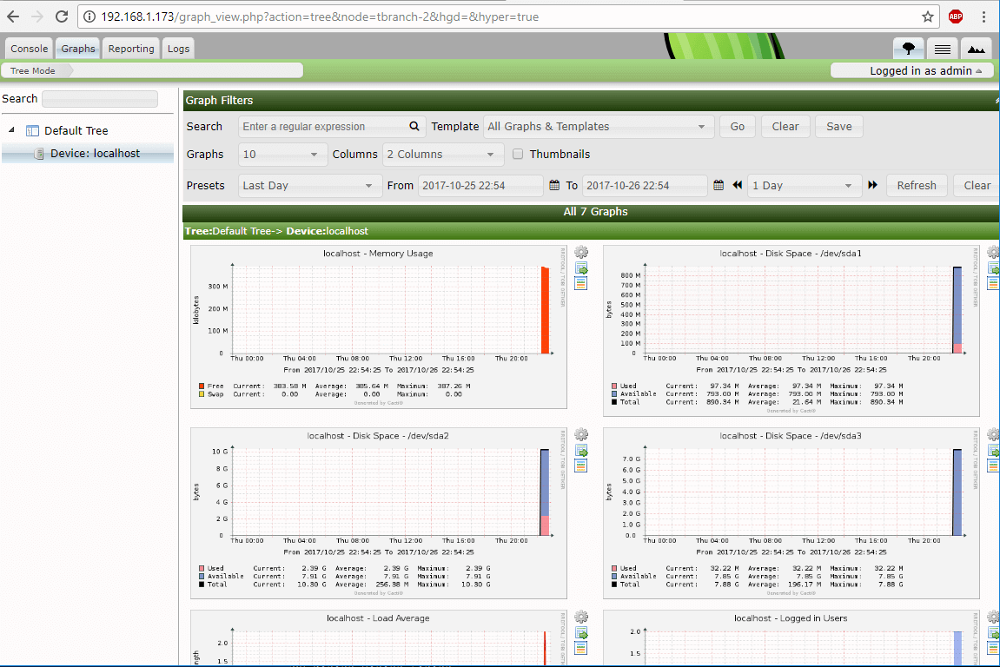 192.168.1.173/graph_view.php?action=tree&node=tbranch-2&hgd=&hyper=true
ABP
Console Graphs Reporting Logs
Tree Mode
Logged in as admin
Search
Default Tree
Device: localhost
Graph Filters
Search Enter a regular expression Template All Graphs & Templates Go Clear Save
Graphs 10 Columns 2 Columns Thumbnails
Presets Last Day From 2017-10-25 22:54 To 2017-10-26 22:54 1 Day Refresh Clear
All 7 Graphs
Tree:Default Tree-> Device:localhost
localhost - Memory Usage
RRDTOOL / TOBI OETIKER
kilobytes
300 M
200 M
100 M
0
Thu 00:00 Thu 04:00 Thu 08:00 Thu 12:00 Thu 16:00 Thu 20:00
From 2017/10/25 22:54:25 To 2017/10/26 22:54:25
Free Current: 383.58 M Average: 385.64 M Maximum: 387.26 M
Swap Current: 0.00 Average: 0.00 Maximum: 0.00
Generated by Cacti®
localhost - Disk Space - /dev/sda1
RRDTOOL / TOBI OETIKER
bytes
800 M
700 M
600 M
500 M
400 M
300 M
200 M
100 M
0
Thu 00:00 Thu 04:00 Thu 08:00 Thu 12:00 Thu 16:00 Thu 20:00
From 2017/10/25 22:54:25 To 2017/10/26 22:54:25
Used Current: 97.34 M Average: 97.34 M Maximum: 97.34 M
Available Current: 793.00 M Average: 793.00 M Maximum: 793.00 M
Total Current: 890.34 M Average: 21.64 M Maximum: 890.34 M
Generated by Cacti®
localhost - Disk Space - /dev/sda2
RRDTOOL / TOBI OETIKER
bytes
10 G
8 G
6 G
4 G
2 G
0
Thu 00:00 Thu 04:00 Thu 08:00 Thu 12:00 Thu 16:00 Thu 20:00
From 2017/10/25 22:54:25 To 2017/10/26 22:54:25
Used Current: 2.39 G Average: 2.39 G Maximum: 2.39 G
Available Current: 7.91 G Average: 7.91 G Maximum: 7.91 G
Total Current: 10.30 G Average: 256.38 M Maximum: 10.30 G
Generated by Cacti®
localhost - Disk Space - /dev/sda3
RRDTOOL / TOBI OETIKER
bytes
7.0 G
6.0 G
5.0 G
4.0 G
3.0 G
2.0 G
1.0 G
0.0
Thu 00:00 Thu 04:00 Thu 08:00 Thu 12:00 Thu 16:00 Thu 20:00
From 2017/10/25 22:54:25 To 2017/10/26 22:54:25
Used Current: 32.22 M Average: 32.22 M Maximum: 32.22 M
Available Current: 7.85 G Average: 7.85 G Maximum: 7.85 G
Total Current: 7.88 G Average: 196.17 M Maximum: 7.88 G
Generated by Cacti®
localhost - Load Average
RRDTOOL / TOBI OETIKER
2.0
1.5
localhost - Logged in Users
RRDTOOL / TOBI OETIKER
2.0
1.5